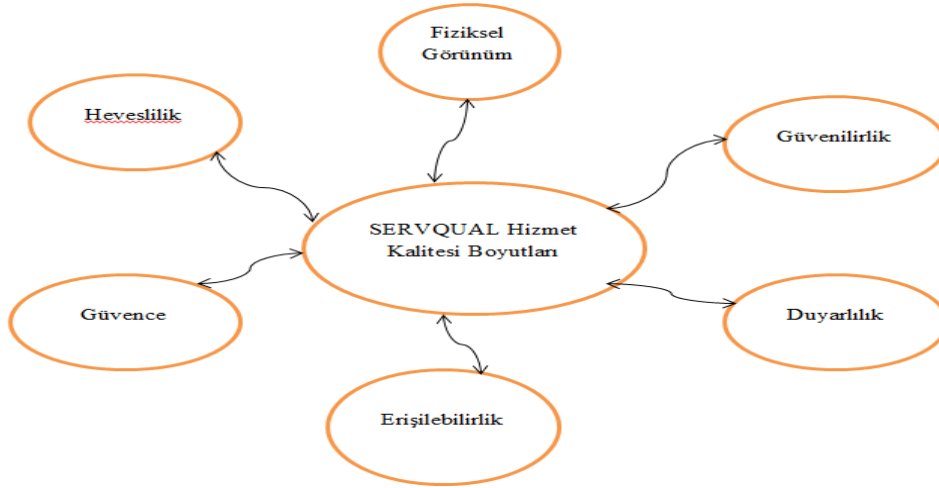 Fiziksel
Görünüm
Heveslilik
Güvenilirlik
SERVQUAL Hizmet
Kalitesi Boyutları
Güvence
Duyarlılık
Erişilebilirlik